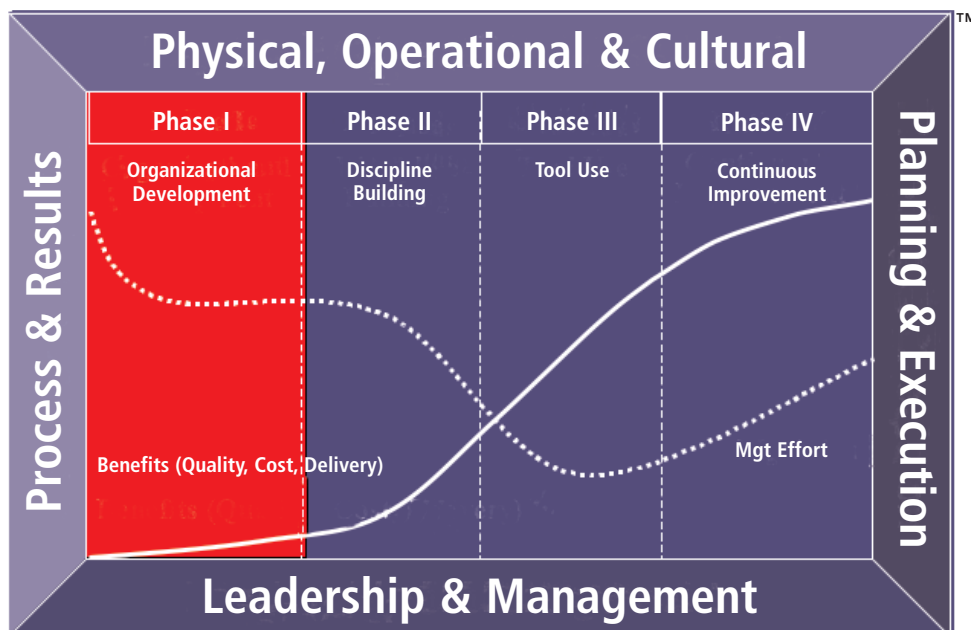 TM
Physical, Operational & Cultural
Process & Results
Planning & Execution
Phase I
Phase II
Phase III
Phase IV
Organizational
Development
Discipline
Building
Tool Use
Continuous
Improvement
Benefits (Quality, Cost, Delivery)
Mgt Effort
Leadership & Management